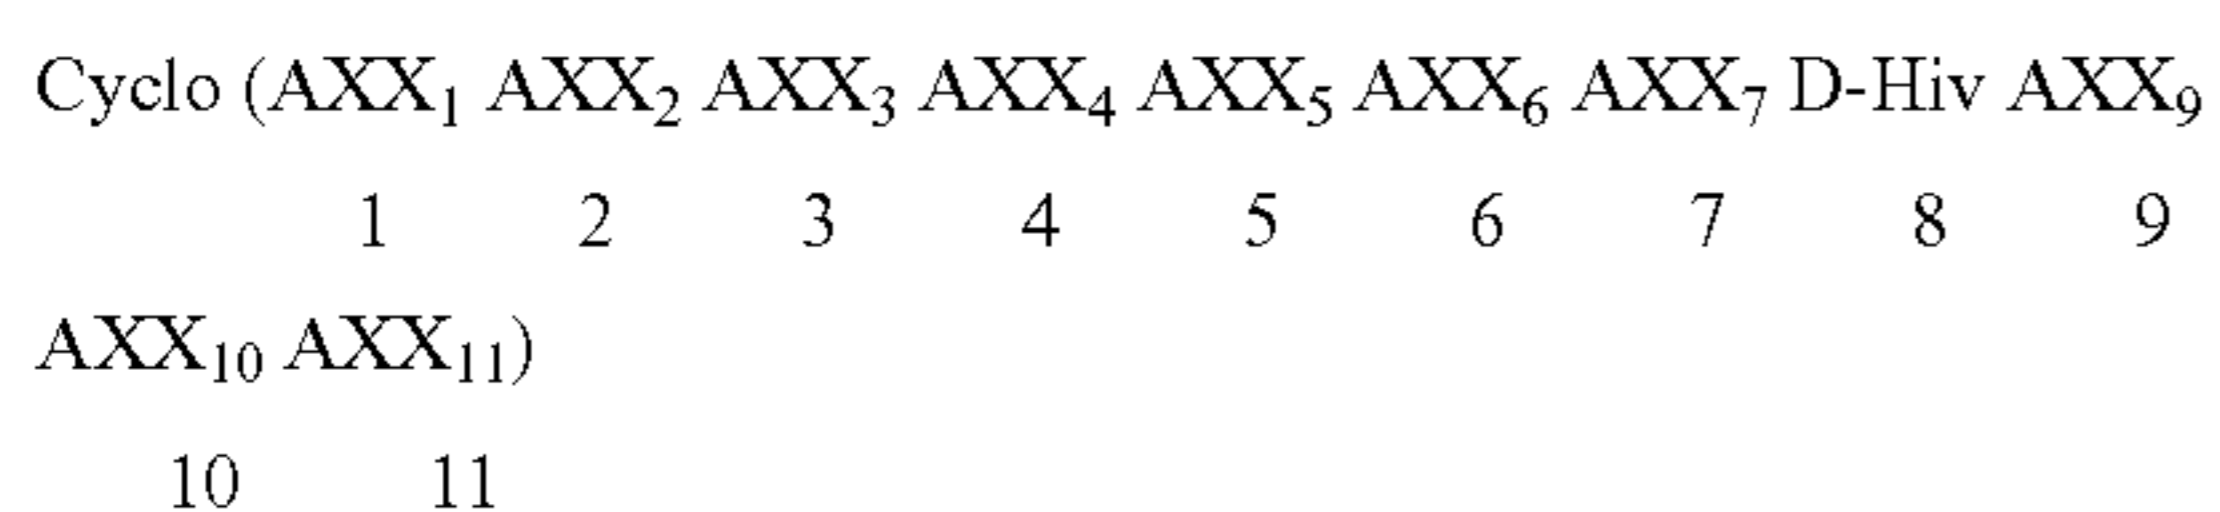 Cyclo (AXX₁ AXX₂ AXX₃ AXX₄ AXX₅ AXX₆ AXX₇ D-Hiv AXX₉
1 2 3 4 5 6 7 8 9
AXX₁₀ AXX₁₁)
10 11